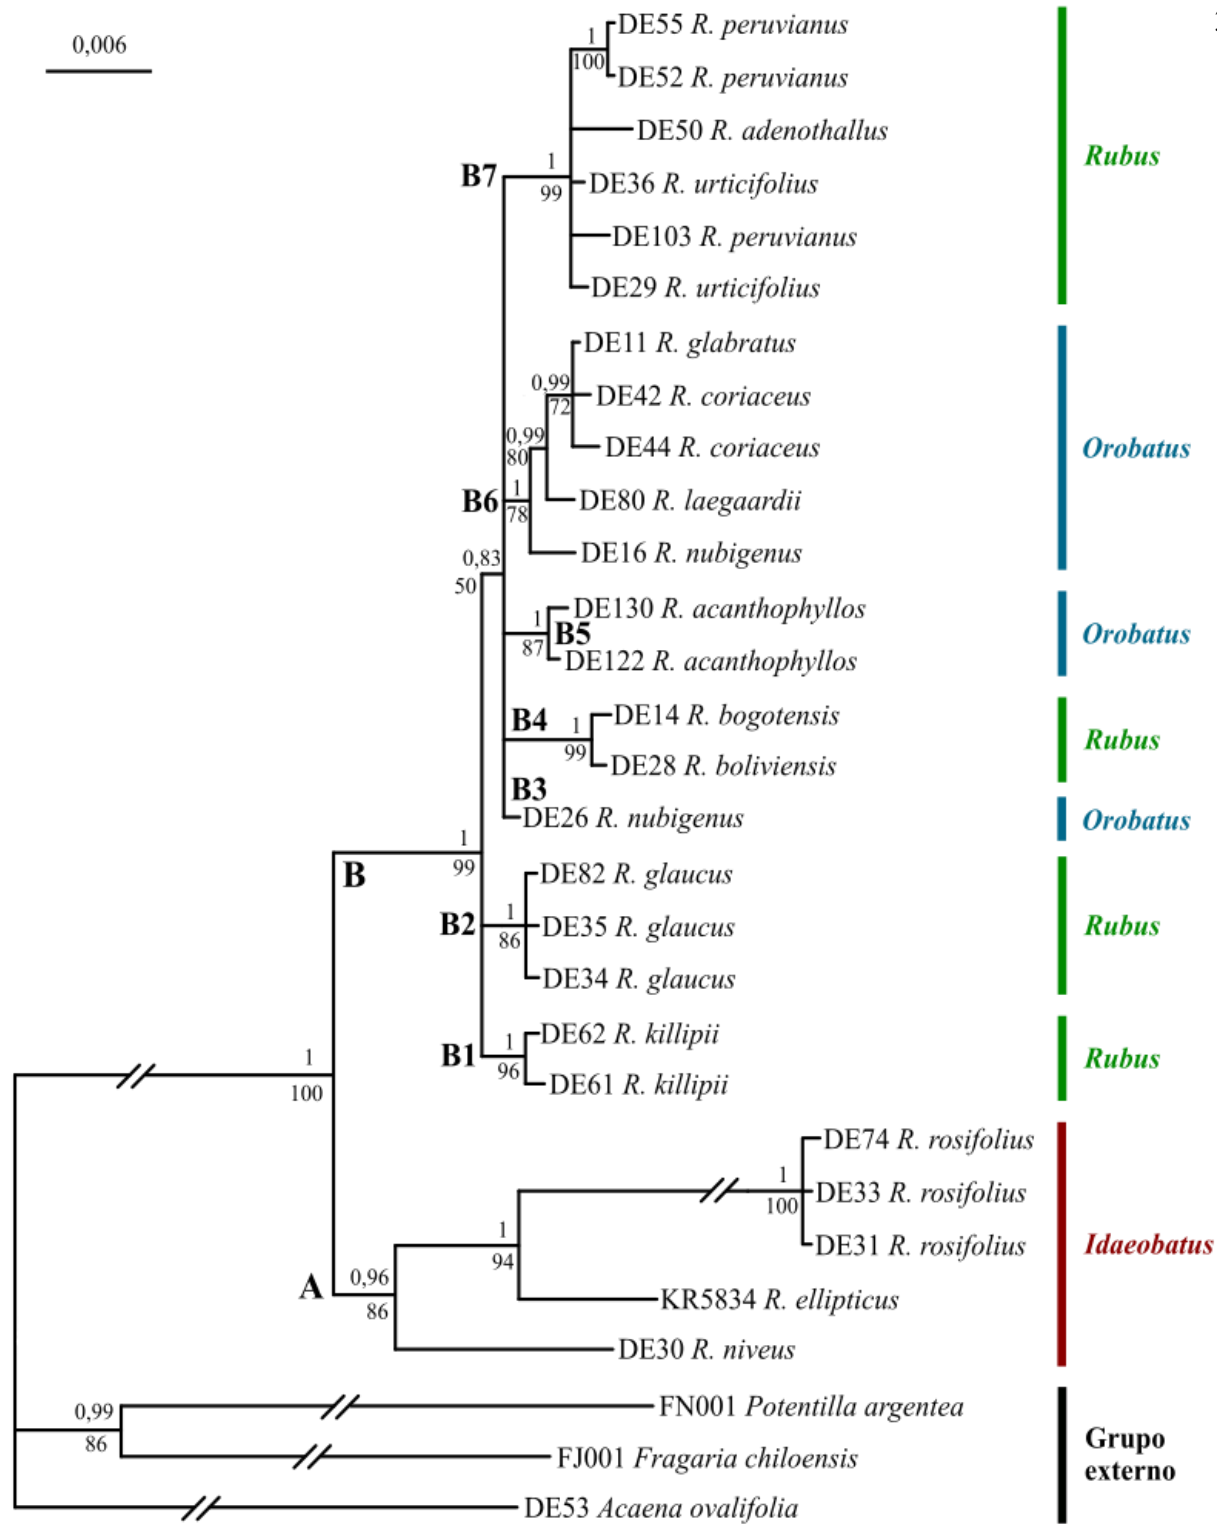 0,006
DE55 R. peruvianus
1
100
DE52 R. peruvianus
DE50 R. adenothallus
Rubus
B7
1
99
DE36 R. urticifolius
DE103 R. peruvianus
DE29 R. urticifolius
DE11 R. glabratus
0,99
72
DE42 R. coriaceus
0,99
80
DE44 R. coriaceus
Orobatus
B6
1
78
DE80 R. laegaardii
DE16 R. nubigenus
0,83
50
DE130 R. acanthophyllos
1
87
B5
Orobatus
DE122 R. acanthophyllos
B4
DE14 R. bogotensis
1
99
Rubus
DE28 R. boliviensis
B3
DE26 R. nubigenus
Orobatus
1
99
B
DE82 R. glaucus
B2
1
86
DE35 R. glaucus
Rubus
DE34 R. glaucus
DE62 R. killipii
B1
1
96
Rubus
DE61 R. killipii
1
100
DE74 R. rosifolius
1
100
DE33 R. rosifolius
1
94
DE31 R. rosifolius
Idaeobatus
A
0,96
86
KR5834 R. ellipticus
DE30 R. niveus
0,99
86
FN001 Potentilla argentea
Grupo
externo
FJ001 Fragaria chiloensis
DE53 Acaena ovalifolia